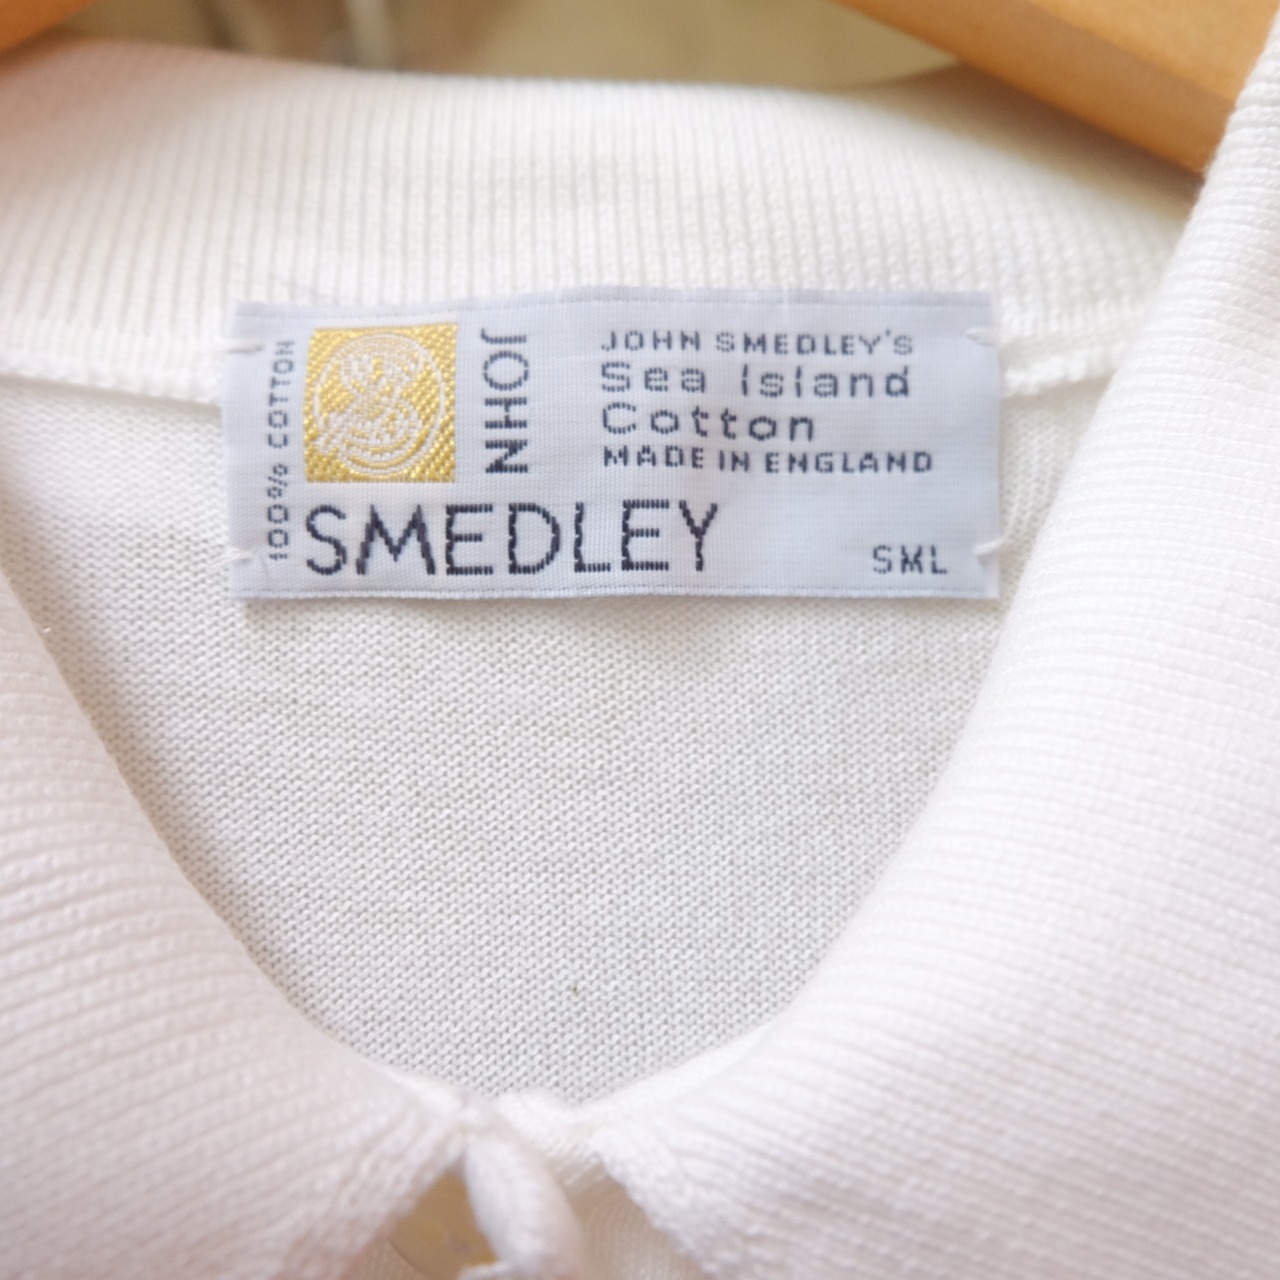 100% COTTON
JOHN
SMEDLEY
JOHN SMEDLEY'S
Sea Island
Cotton
MADE IN ENGLAND
SML